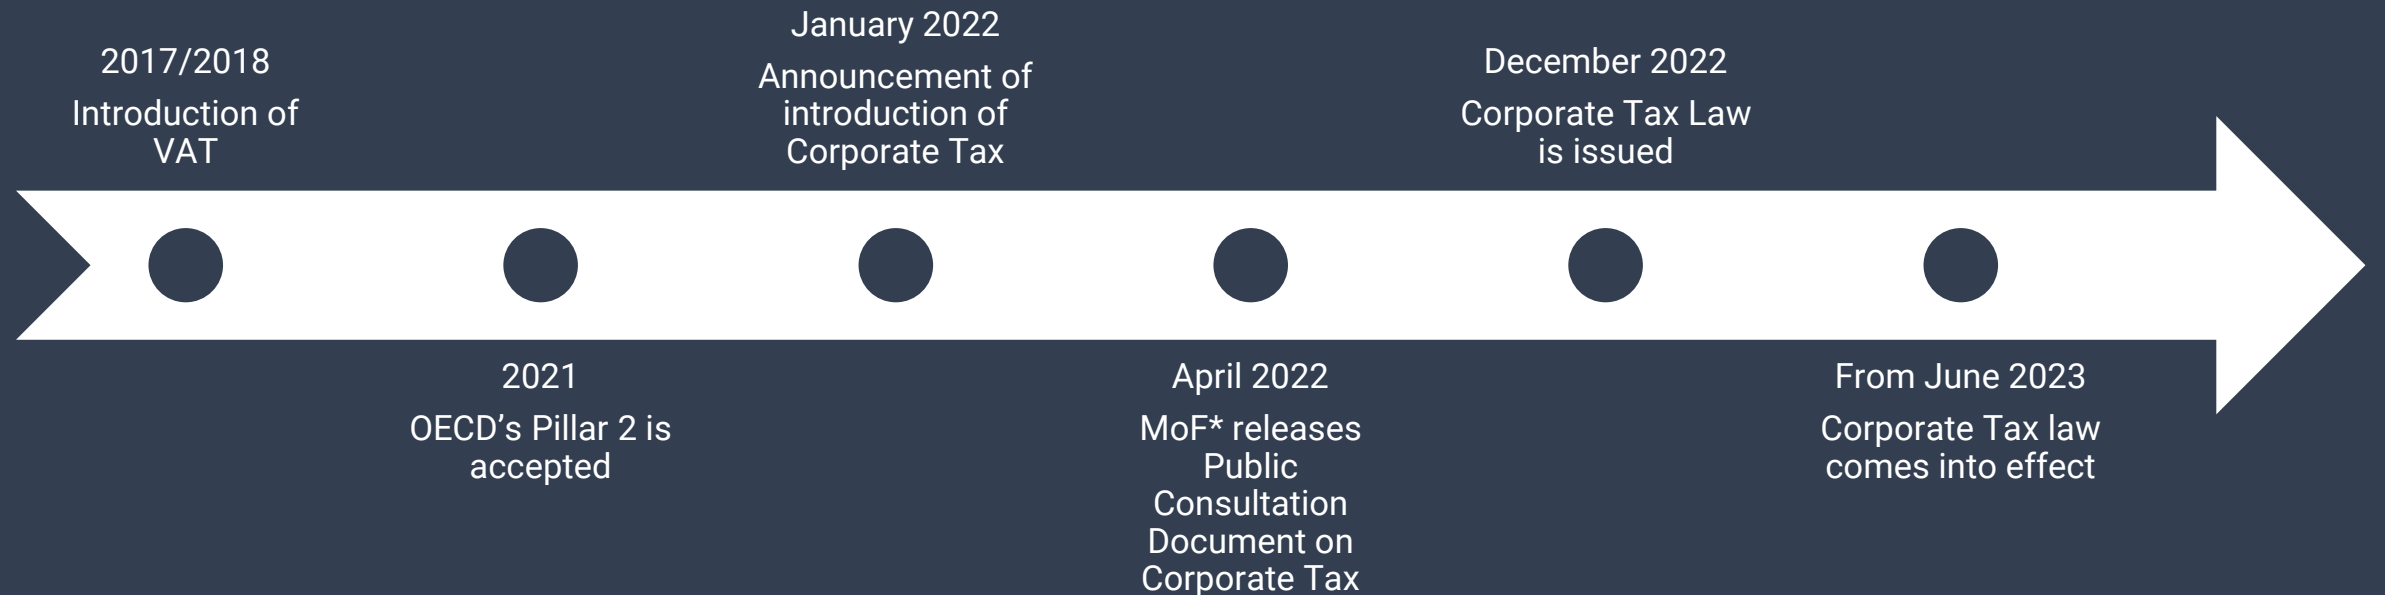 2017/2018
Introduction of
VAT
2021
OECD’s Pillar 2 is
accepted
January 2022
Announcement of
introduction of
Corporate Tax
April 2022
MoF* releases
Public
Consultation
Document on
Corporate Tax
December 2022
Corporate Tax Law
is issued
From June 2023
Corporate Tax law
comes into effect